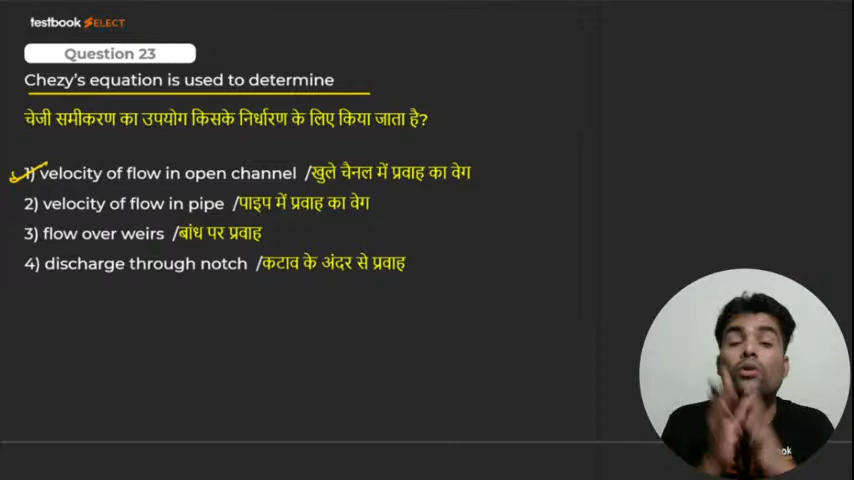 testbook SELECT
Question 23
Chezy's equation is used to determine
चेजी समीकरण का उपयोग किसके निर्धारण के लिए किया जाता है?
1) velocity of flow in open channel /खुले चैनल में प्रवाह का वेग
2) velocity of flow in pipe /पाइप में प्रवाह का वेग
3) flow over weirs /बांध पर प्रवाह
4) discharge through notch /कटाव के अंदर से प्रवाह